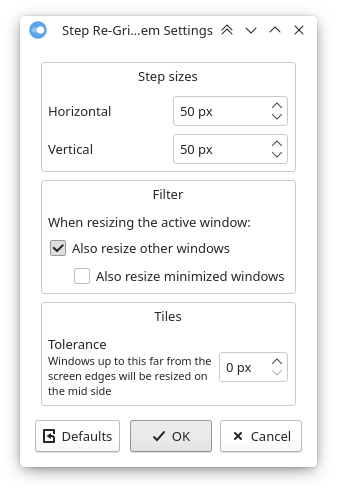 Step Re-Gri...em Settings
Step sizes
Horizontal
50 px
Vertical
50 px
Filter
When resizing the active window:
Also resize other windows
Also resize minimized windows
Tiles
Tolerance
Windows up to this far from the
screen edges will be resized on
the mid side
0 px
Defaults
OK
Cancel